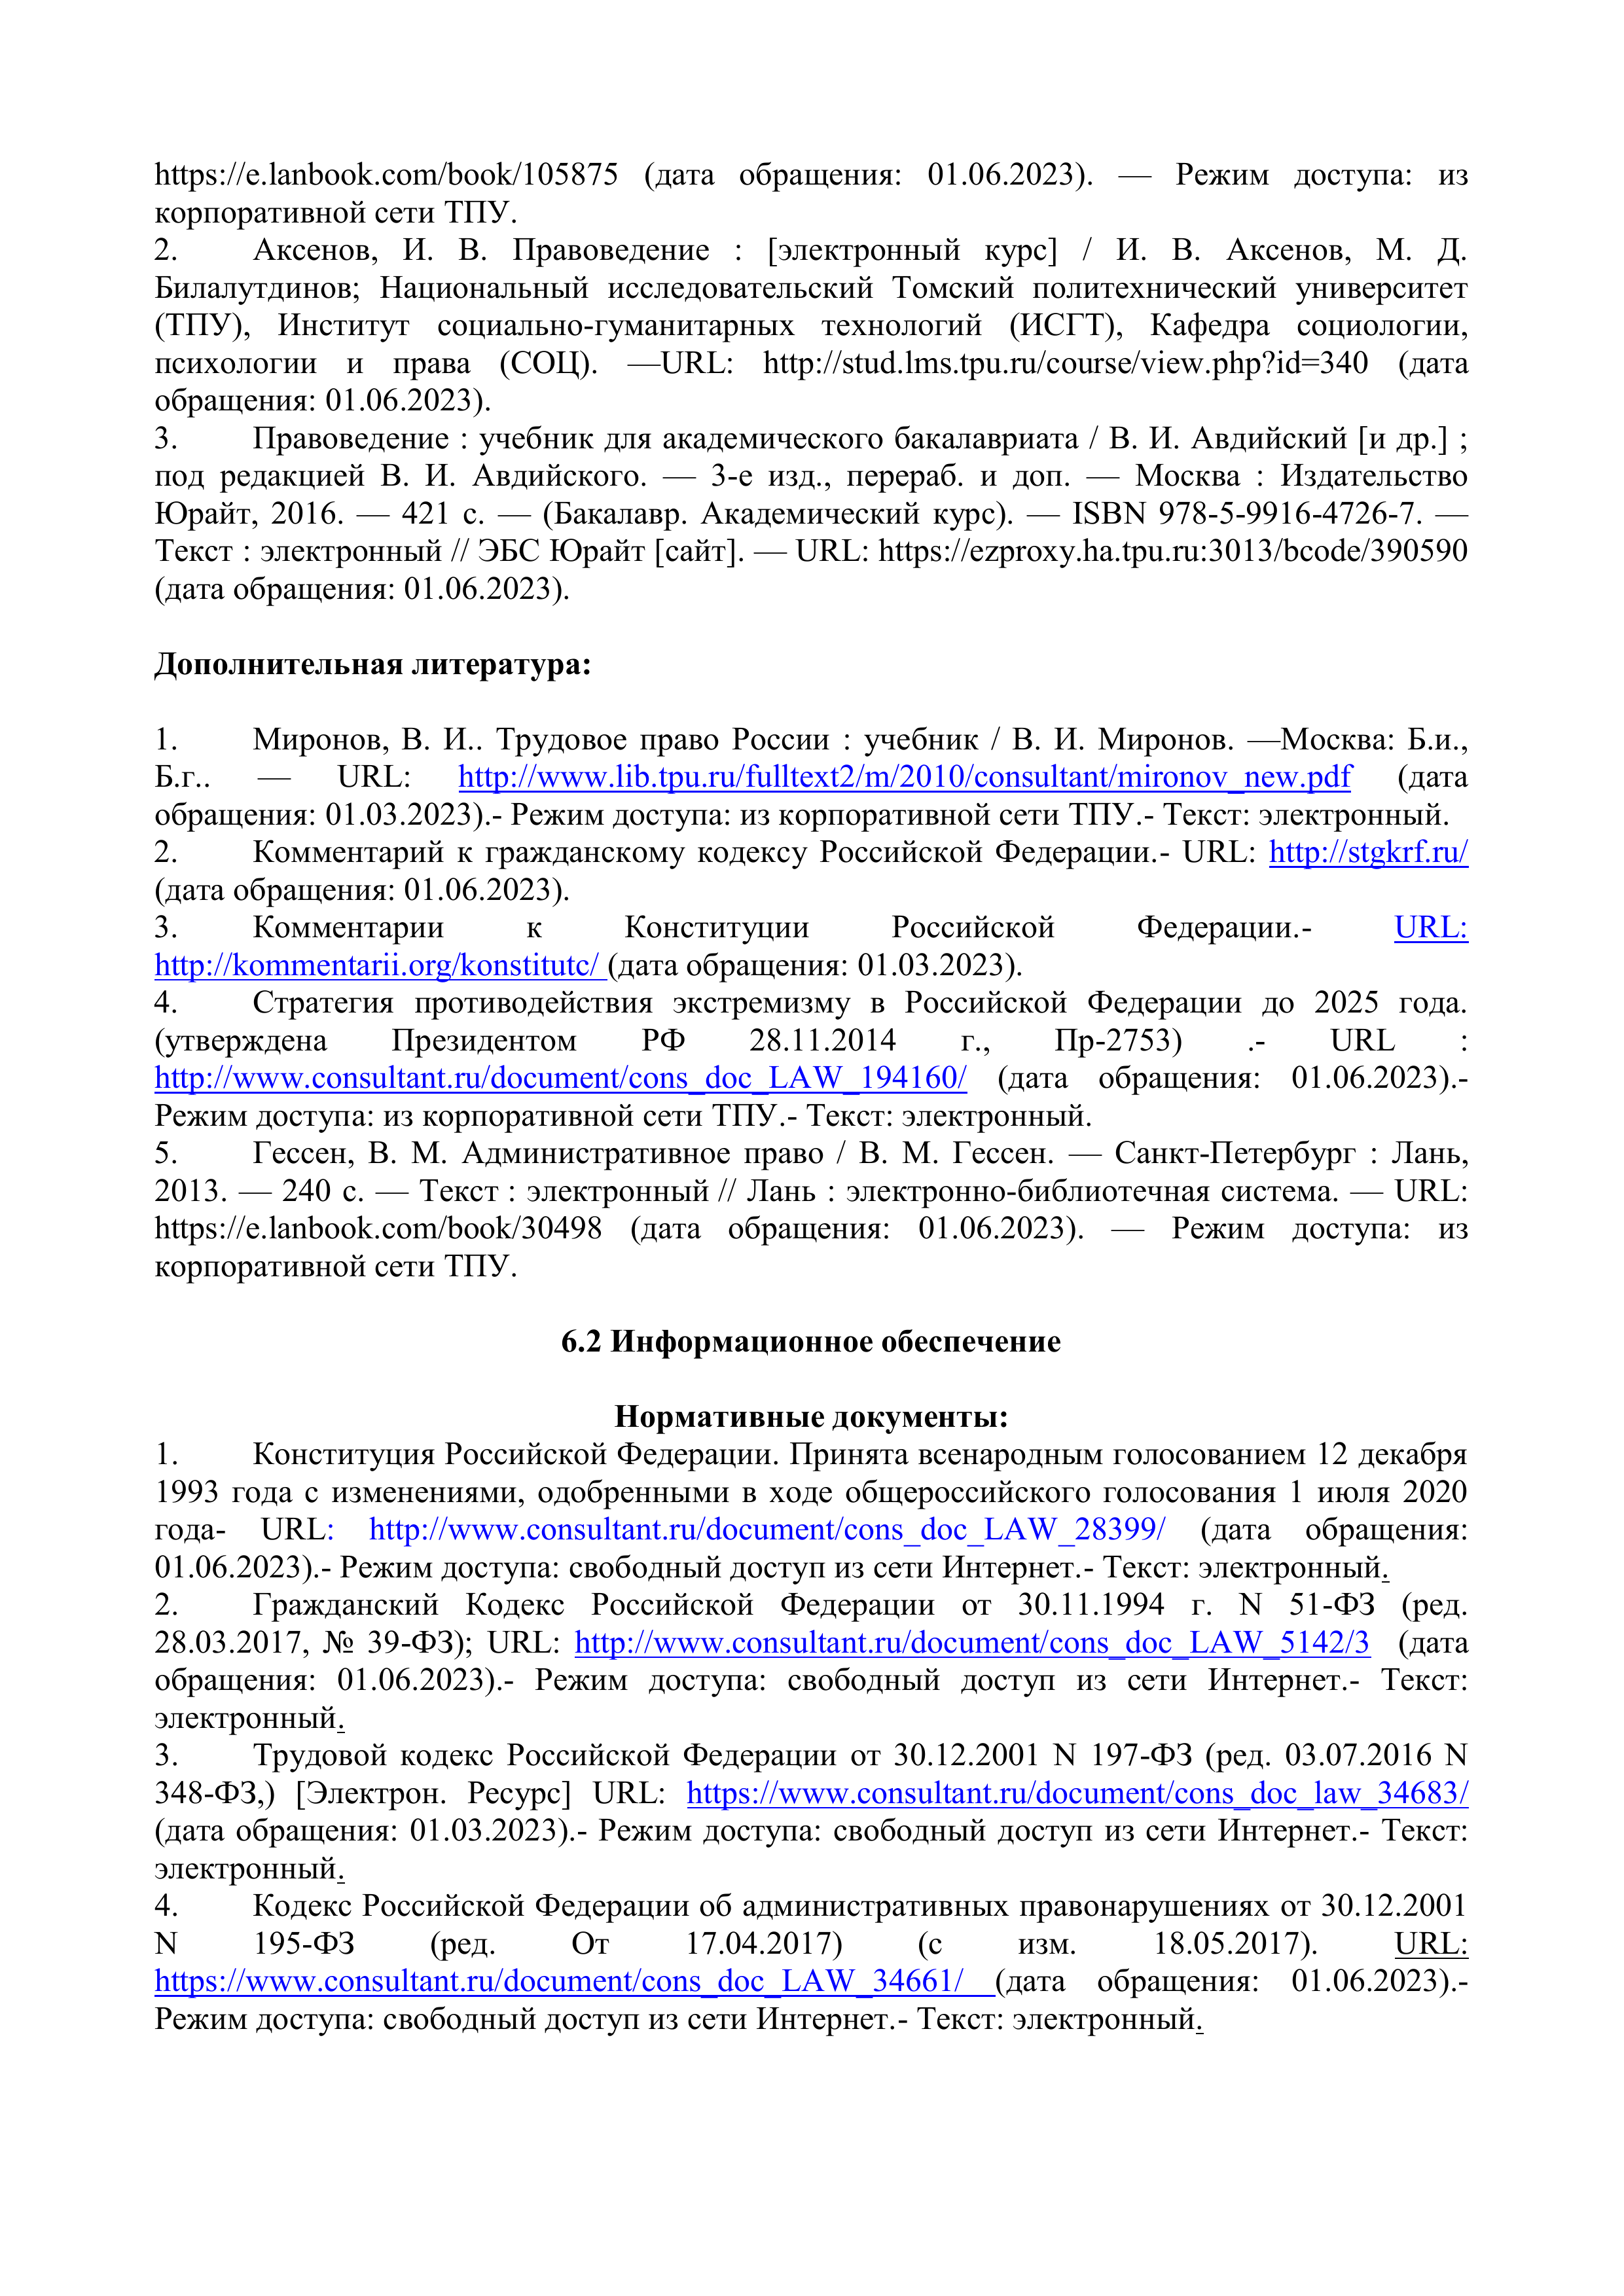 https://e.lanbook.com/book/105875 (дата обращения: 01.06.2023). — Режим доступа: из
корпоративной сети ТПУ.
2. Аксенов, И. В. Правоведение : [электронный курс] / И. В. Аксенов, М. Д.
Билалутдинов; Национальный исследовательский Томский политехнический университет
(ТПУ), Институт социально-гуманитарных технологий (ИСГТ), Кафедра социологии,
психологии и права (СОЦ). —URL: http://stud.lms.tpu.ru/course/view.php?id=340 (дата
обращения: 01.06.2023).
3. Правоведение : учебник для академического бакалавриата / В. И. Авдийский [и др.] ;
под редакцией В. И. Авдийского. — 3-е изд., перераб. и доп. — Москва : Издательство
Юрайт, 2016. — 421 с. — (Бакалавр. Академический курс). — ISBN 978-5-9916-4726-7. —
Текст : электронный // ЭБС Юрайт [сайт]. — URL: https://ezproxy.ha.tpu.ru:3013/bcode/390590
(дата обращения: 01.06.2023).
Дополнительная литература:
1. Миронов, В. И.. Трудовое право России : учебник / В. И. Миронов. —Москва: Б.и.,
Б.г.. — URL: http://www.lib.tpu.ru/fulltext2/m/2010/consultant/mironov_new.pdf (дата
обращения: 01.03.2023).- Режим доступа: из корпоративной сети ТПУ.- Текст: электронный.
2. Комментарий к гражданскому кодексу Российской Федерации.- URL: http://stgkrf.ru/
(дата обращения: 01.06.2023).
3. Комментарии к Конституции Российской Федерации.- URL:
http://kommentarii.org/konstitutc/ (дата обращения: 01.03.2023).
4. Стратегия противодействия экстремизму в Российской Федерации до 2025 года.
(утверждена Президентом РФ 28.11.2014 г., Пр-2753) .- URL :
http://www.consultant.ru/document/cons_doc_LAW_194160/ (дата обращения: 01.06.2023).-
Режим доступа: из корпоративной сети ТПУ.- Текст: электронный.
5. Гессен, В. М. Административное право / В. М. Гессен. — Санкт-Петербург : Лань,
2013. — 240 с. — Текст : электронный // Лань : электронно-библиотечная система. — URL:
https://e.lanbook.com/book/30498 (дата обращения: 01.06.2023). — Режим доступа: из
корпоративной сети ТПУ.
6.2 Информационное обеспечение
Нормативные документы:
1. Конституция Российской Федерации. Принята всенародным голосованием 12 декабря
1993 года с изменениями, одобренными в ходе общероссийского голосования 1 июля 2020
года- URL: http://www.consultant.ru/document/cons_doc_LAW_28399/ (дата обращения:
01.06.2023).- Режим доступа: свободный доступ из сети Интернет.- Текст: электронный.
2. Гражданский Кодекс Российской Федерации от 30.11.1994 г. N 51-ФЗ (ред.
28.03.2017, № 39-ФЗ); URL: http://www.consultant.ru/document/cons_doc_LAW_5142/3 (дата
обращения: 01.06.2023).- Режим доступа: свободный доступ из сети Интернет.- Текст:
электронный.
3. Трудовой кодекс Российской Федерации от 30.12.2001 N 197-ФЗ (ред. 03.07.2016 N
348-ФЗ,) [Электрон. Ресурс] URL: https://www.consultant.ru/document/cons_doc_law_34683/
(дата обращения: 01.03.2023).- Режим доступа: свободный доступ из сети Интернет.- Текст:
электронный.
4. Кодекс Российской Федерации об административных правонарушениях от 30.12.2001
N 195-ФЗ (ред. От 17.04.2017) (с изм. 18.05.2017). URL:
https://www.consultant.ru/document/cons_doc_LAW_34661/ (дата обращения: 01.06.2023).-
Режим доступа: свободный доступ из сети Интернет.- Текст: электронный.